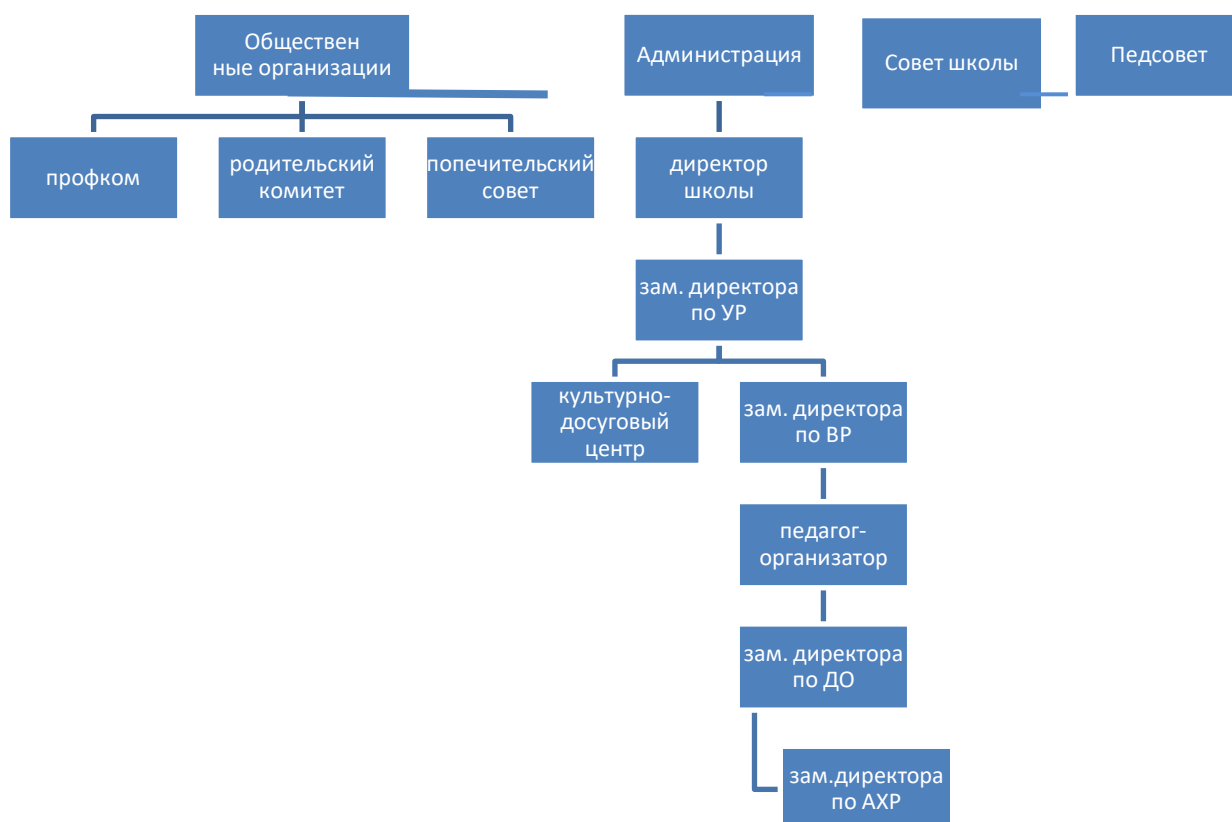 Обществен
ные организации
Администрация
Совет школы
Педсовет
профком
родительский
комитет
попечительский
совет
директор
школы
зам. директора
по УР
культурно-
досуговый
центр
зам. директора
по ВР
педагог-
организатор
зам. директора
по ДО
зам.директора
по АХР